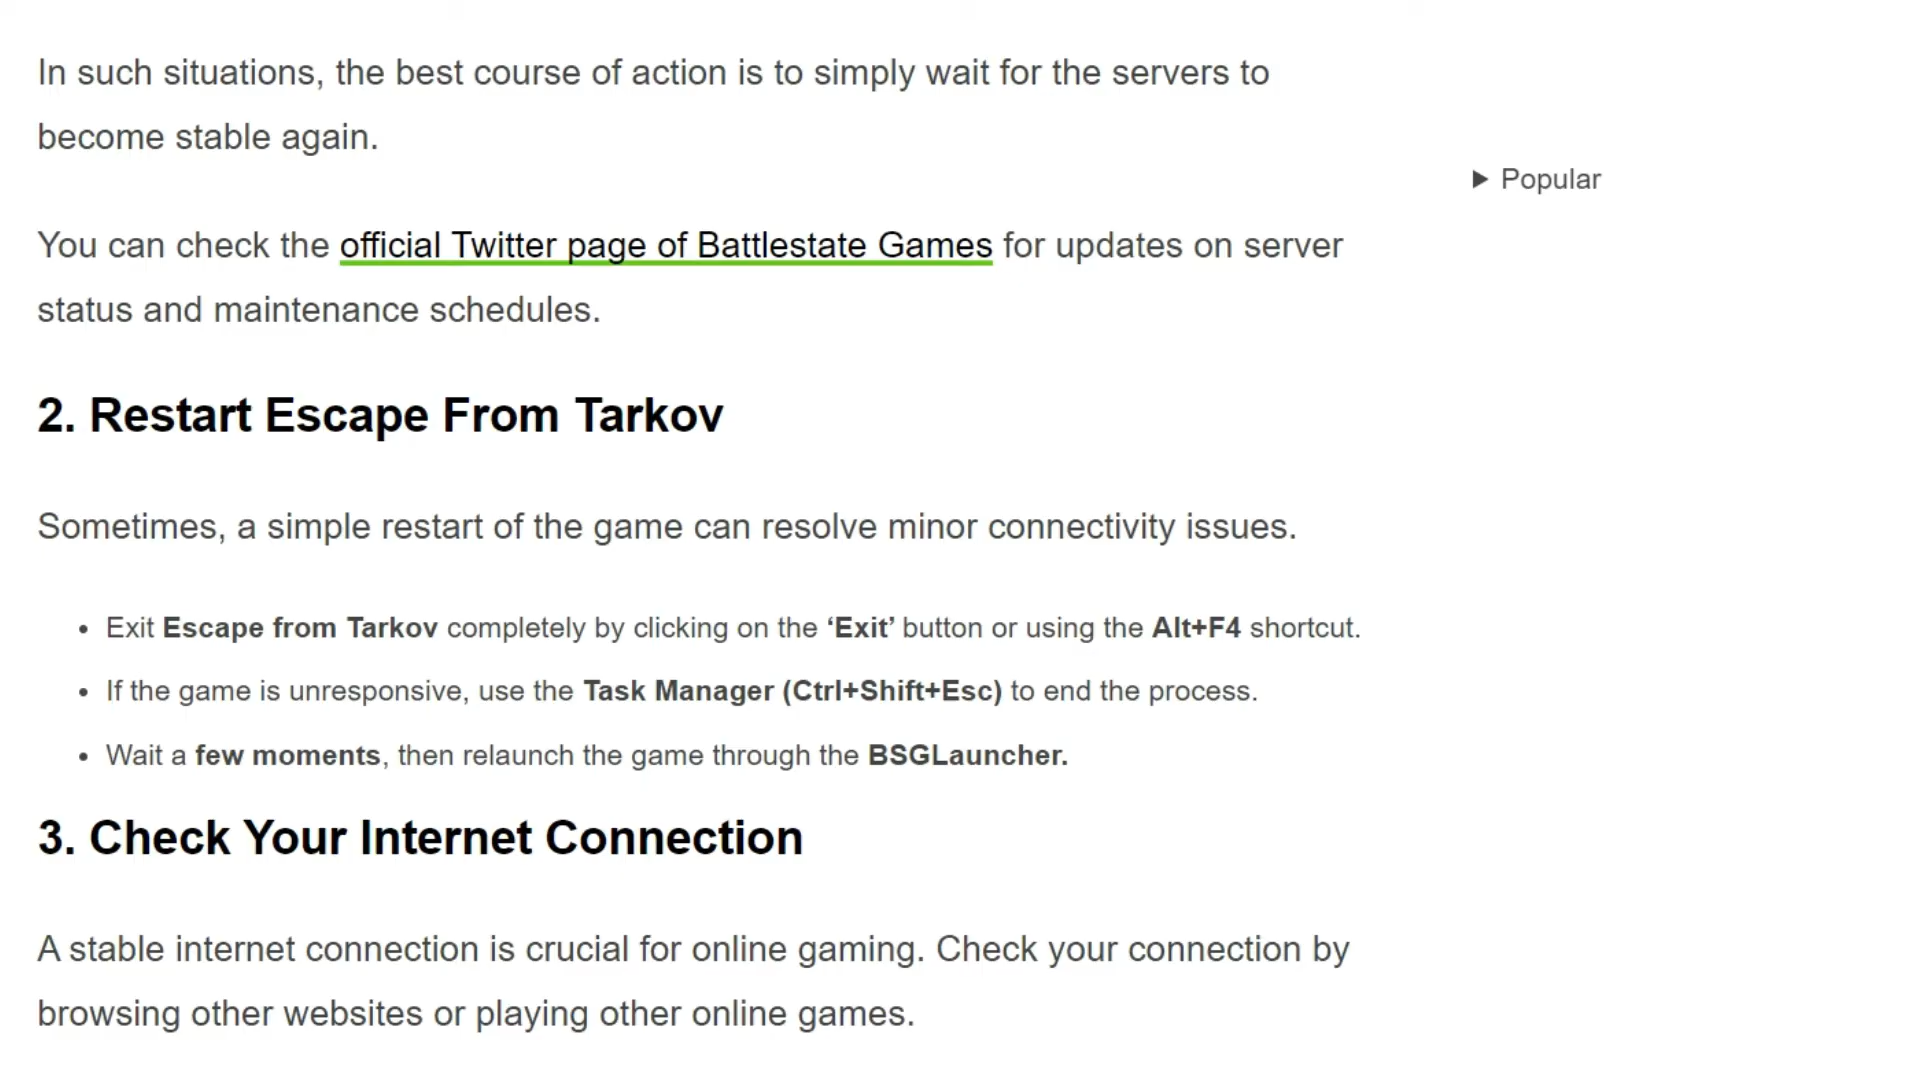 In such situations, the best course of action is to simply wait for the servers to
become stable again.
▶ Popular
You can check the official Twitter page of Battlestate Games for updates on server
status and maintenance schedules.
2. Restart Escape From Tarkov
Sometimes, a simple restart of the game can resolve minor connectivity issues.
• Exit Escape from Tarkov completely by clicking on the ‘Exit’ button or using the Alt+F4 shortcut.
• If the game is unresponsive, use the Task Manager (Ctrl+Shift+Esc) to end the process.
• Wait a few moments, then relaunch the game through the BSGLauncher.
3. Check Your Internet Connection
A stable internet connection is crucial for online gaming. Check your connection by
browsing other websites or playing other online games.